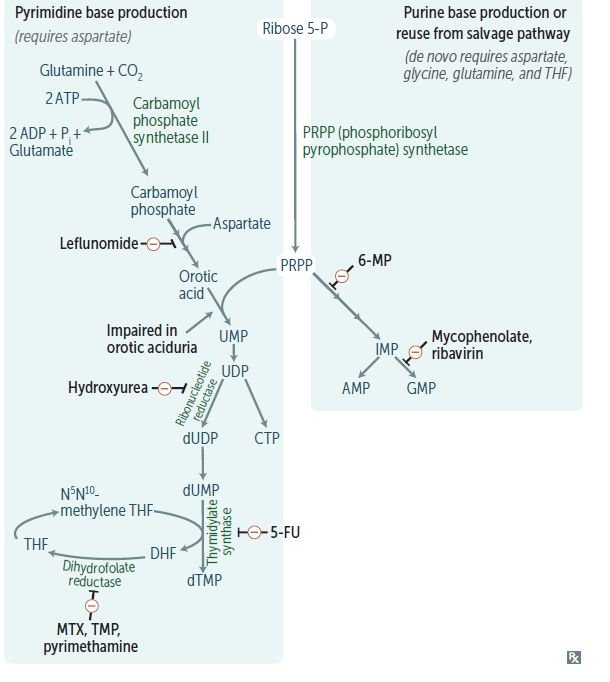 Pyrimidine base production
(requires aspartate)
Ribose 5-P
Purine base production or
reuse from salvage pathway
(de novo requires aspartate,
glycine, glutamine, and THF)
Glutamine + CO2
2 ATP
Carbamoyl
phosphate
synthetase II
2 ADP + Pi +
Glutamate
PRPP (phosphoribosyl
pyrophosphate) synthetase
Carbamoyl
phosphate
Aspartate
Leflunomide
Orotic
acid
PRPP
6-MP
Impaired in
orotic aciduria
UMP
IMP
Mycophenolate,
ribavirin
UDP
AMP
GMP
Hydroxyurea
Ribonucleotide
reductase
dUDP
CTP
dUMP
N5N10-
methylene THF
Thymidylate
synthase
5-FU
THF
DHF
Dihydrofolate
reductase
dTMP
MTX, TMP,
pyrimethamine
Rx